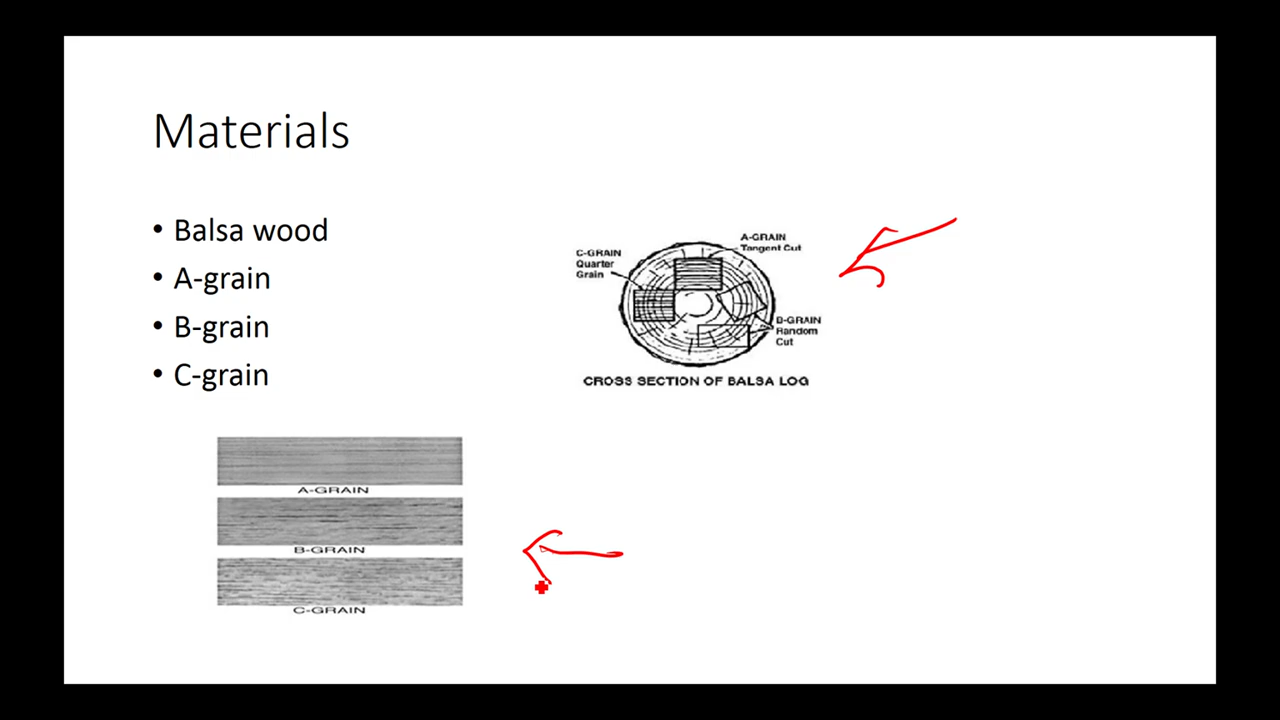 Materials
• Balsa wood
• A-grain
• B-grain
• C-grain
A-GRAIN
Tangent Cut
C-GRAIN
Quarter
Grain
B-GRAIN
Random
Cut
CROSS SECTION OF BALSA LOG
A-GRAIN
B-GRAIN
C-GRAIN